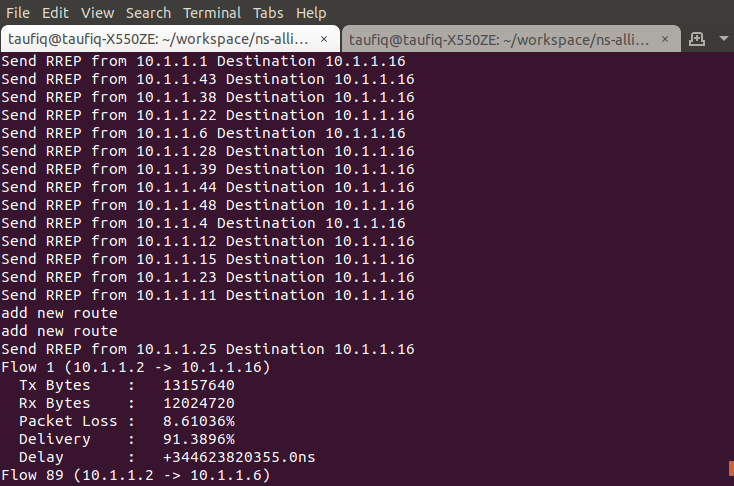 File Edit View Search Terminal Tabs Help
taufiq@taufiq-X550ZE: ~/workspace/ns-alli... × taufiq@taufiq-X550ZE: ~/workspace/ns-alli... ×
Send RREP from 10.1.1.1 Destination 10.1.1.16
Send RREP from 10.1.1.43 Destination 10.1.1.16
Send RREP from 10.1.1.38 Destination 10.1.1.16
Send RREP from 10.1.1.22 Destination 10.1.1.16
Send RREP from 10.1.1.6 Destination 10.1.1.16
Send RREP from 10.1.1.28 Destination 10.1.1.16
Send RREP from 10.1.1.39 Destination 10.1.1.16
Send RREP from 10.1.1.44 Destination 10.1.1.16
Send RREP from 10.1.1.48 Destination 10.1.1.16
Send RREP from 10.1.1.4 Destination 10.1.1.16
Send RREP from 10.1.1.12 Destination 10.1.1.16
Send RREP from 10.1.1.15 Destination 10.1.1.16
Send RREP from 10.1.1.23 Destination 10.1.1.16
Send RREP from 10.1.1.11 Destination 10.1.1.16
add new route
add new route
Send RREP from 10.1.1.25 Destination 10.1.1.16
Flow 1 (10.1.1.2 -> 10.1.1.16)
Tx Bytes : 13157640
Rx Bytes : 12024720
Packet Loss : 8.61036%
Delivery : 91.3896%
Delay : +344623820355.0ns
Flow 89 (10.1.1.2 -> 10.1.1.6)